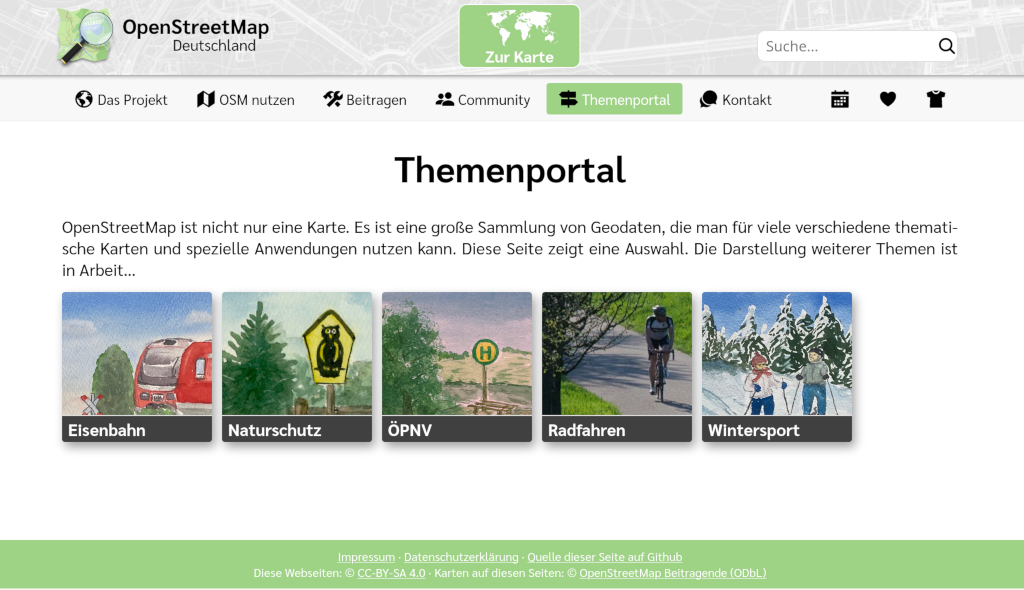 OpenStreetMap
Deutschland
Zur Karte
Suche...
Das Projekt
OSM nutzen
Beitragen
Community
Themenportal
Kontakt
Themenportal
OpenStreetMap ist nicht nur eine Karte. Es ist eine große Sammlung von Geodaten, die man für viele verschiedene themati-
sche Karten und spezielle Anwendungen nutzen kann. Diese Seite zeigt eine Auswahl. Die Darstellung weiterer Themen ist
in Arbeit...
H
Eisenbahn
Naturschutz
ÖPNV
Radfahren
Wintersport
Impressum · Datenschutzerklärung · Quelle dieser Seite auf Github
Diese Webseiten: © CC-BY-SA 4.0 · Karten auf diesen Seiten: © OpenStreetMap Beitragende (ODbL)